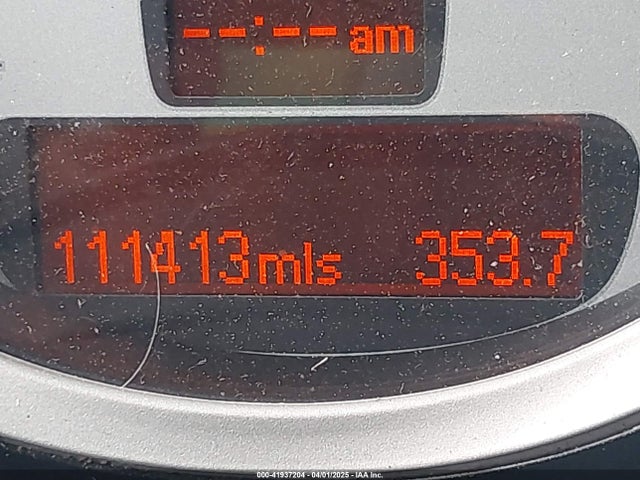 --:-- am
111413mls 353.7
000-41937204 - 04/01/2025 - IAA Inc.